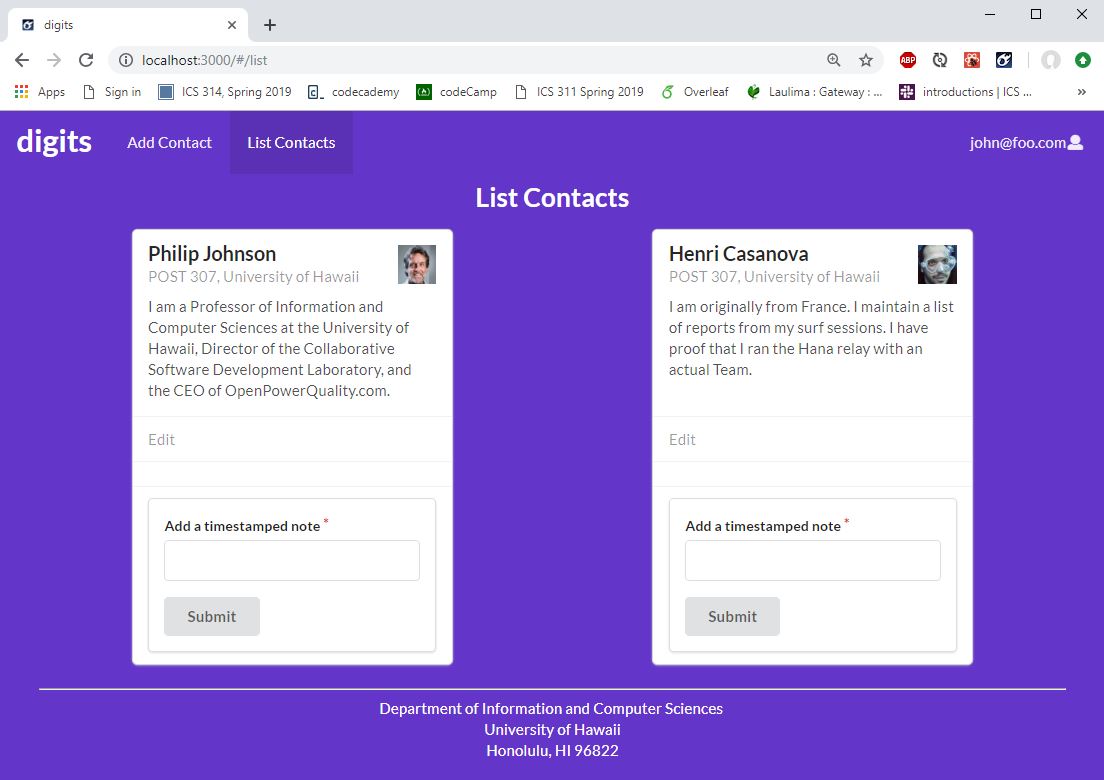 digits
localhost:3000/#/list
ABP
Apps Sign in ICS 314, Spring 2019 codecademy codeCamp ICS 311 Spring 2019 Overleaf Laulima : Gateway : ... introductions | ICS ... »
digits Add Contact List Contacts john@foo.com
List Contacts
Philip Johnson
POST 307, University of Hawaii
I am a Professor of Information and
Computer Sciences at the University of
Hawaii, Director of the Collaborative
Software Development Laboratory, and
the CEO of OpenPowerQuality.com.
Edit
Add a timestamped note *
Submit
Henri Casanova
POST 307, University of Hawaii
I am originally from France. I maintain a list
of reports from my surf sessions. I have
proof that I ran the Hana relay with an
actual Team.
Edit
Add a timestamped note *
Submit
Department of Information and Computer Sciences
University of Hawaii
Honolulu, HI 96822